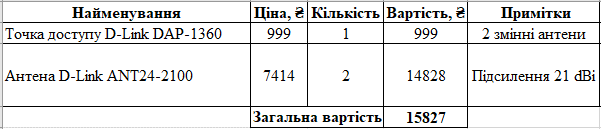 Найменування Ціна, ₴ Кількість Вартість, ₴ Примітки
Точка доступу D-Link DAP-1360 999 1 999 2 змінні антени
Антена D-Link ANT24-2100 7414 2 14828 Підсилення 21 dBi
Загальна вартість 15827